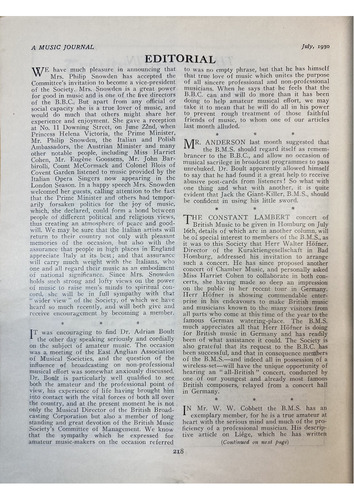 A MUSIC JOURNAL
July, 1930
EDITORIAL
WE have much pleasure in announcing that
Mrs. Philip Snowden has accepted the
Committee's invitation to become a vice-president
of the Society. Mrs. Snowden is a great power
for good in music and is one of the five directors
of the B.B.C. But apart from any official or
social capacity she is a true lover of music, and
would do much that others might share her
experience and enjoyment. She gave a reception
at No. 11 Downing Street, on June 22nd, when
Princess Helena Victoria, the Prime Minister,
Mr. Philip Snowden, the Italian and Polish
Ambassadors, the Austrian Minister and many
other notable people, including Miss Harriet
Cohen, Mr. Eugène Goossens, Mr. John Barbi-
rolli, Count McCormack and Colonel Blois of
Covent Garden listened to music provided by the
Italian Opera Singers now appearing in the
London Season. In a happy speech Mrs. Snowden
welcomed her guests, calling attention to the fact
that the Prime Minister and others had tempor-
arily forsaken politics for the joy of music,
which, she declared, could form a bond between
people of different political and religious views,
thus creating an atmosphere of peace and good-
will. We may be sure that the Italian artists will
return to their country not only with pleasant
memories of the occasion, but also with the
assurance that people in high places in England
appreciate Italy at its best; and that assurance
will carry much weight with the Italians, who
one and all regard their music as an embodiment
of national significance. Since Mrs. Snowden
holds such strong and lofty views on the power
of music to raise men's minds to spiritual con-
cord, she will be in full sympathy with that
"wider view" of the Society, of which we have
heard so much recently, and will both give and
receive encouragement by becoming a member.
* * *
IT was encouraging to find Dr. Adrian Boult
the other day speaking seriously and cordially
on the subject of amateur music. The occasion
was a meeting of the East Anglian Association
of Musical Societies, and the question of the
influence of broadcasting on non-professional
musical effort was somewhat anxiously discussed.
Dr. Boult is particularly well qualified to see
both the amateur and the professional point of
view, his experience of life having brought him
into contact with the vital forces of both all over
the country, and at the present moment he is not
only the Musical Director of the British Broad-
casting Corporation but also a member of long
standing and great devotion of the British Music
Society's Committee of Management. We know
that the sympathy which he expressed for
amateur music-makers on the occasion referred
to was no empty phrase, but that he has himself
that true love of music which unites the purpose
of all sincere professional and non-professional
musicians. When he says that he feels that the
B.B.C. can and will do more than it has been
doing to help amateur musical effort, we may
take it to mean that he will do all in his power
to prevent rough treatment of those faithful
friends of music, to whom one of our articles
last month alluded.
* * *
MR. ANDERSON last month suggested that
the B.M.S. should regard itself as remem-
brancer to the B.B.C., and allow no occasion of
musical sacrilege in broadcast programmes to pass
unrebuked. Dr. Boult already allows himself
to say that he had found it a great help to receive
abusive postcards from listeners! So what with
one thing and what with another, it is quite
evident that Jack the Giant-Killer, B.M.S., should
be confident in using his little sword.
* * *
THE CONSTANT LAMBERT concert of
British Music to be given in Homburg on July
16th, details of which are in another column, will
be of special interest to members of the B.M.S. as
it was to this Society that Herr Walter Höfner,
Director of the Kuraktiengesellschaft in Bad
Homburg, addressed his invitation to arrange
such a concert. He has since proposed another
concert of Chamber Music, and personally asked
Miss Harriet Cohen to collaborate in both con-
certs, she having made so deep an impression
on the public in her recent tour in Germany.
Herr Höfner is showing commendable enter-
prise in his endeavours to make British music
and musicians known to the many visitors from
all parts who come at this time of the year to the
famous German watering-place. The Society
much appreciates all that Herr Höfner is doing
for British music in Germany and has readily
been of what assistance it could. The Society is
also grateful that its request to the B.B.C. has
been successful, and that in consequence members
of the B.M.S.—and indeed all in possession of a
wireless-set—will have the unique opportunity of
hearing an "all-British" concert, conducted by
one of our youngest and already most famous
British composers, relayed from a concert hall
in Germany.
* * *
IN Mr. W. W. Cobbett the B.M.S. has an
exemplary member, for he is a true amateur at
heart with the serious mind and much of the pro-
ficiency of a professional musician. His descrip-
tive article on Liége, which he has written
(Continued on next page)
218